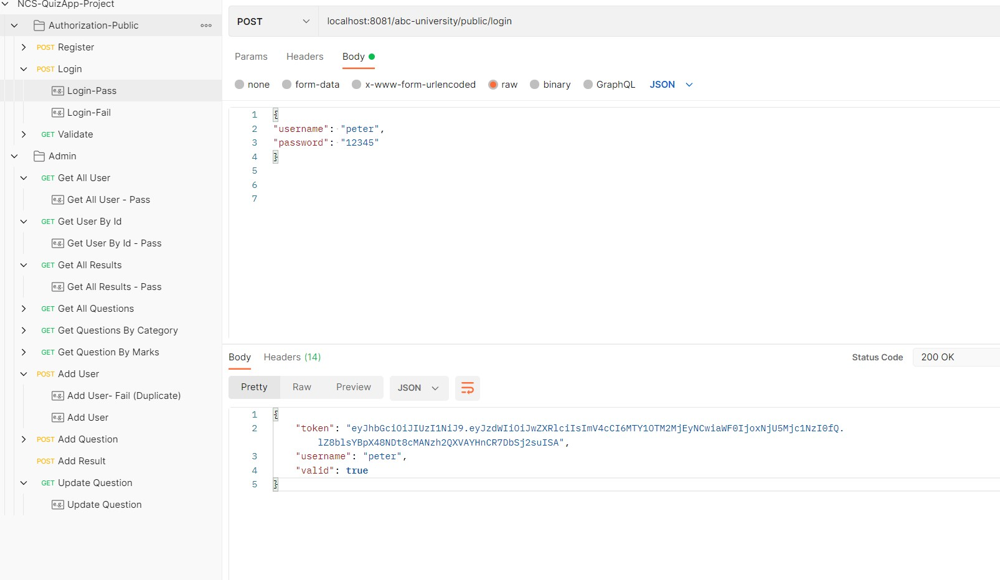 NCS-QuizApp-Project
Authorization-Public
POST Register
POST Login
e.g. Login-Pass
e.g. Login-Fail
GET Validate
Admin
GET Get All User
e.g. Get All User - Pass
GET Get User By Id
e.g. Get User By Id - Pass
GET Get All Results
e.g. Get All Results - Pass
GET Get All Questions
GET Get Questions By Category
GET Get Question By Marks
POST Add User
e.g. Add User- Fail (Duplicate)
e.g. Add User
POST Add Question
POST Add Result
GET Update Question
e.g. Update Question
POST localhost:8081/abc-university/public/login
Params Headers Body
none form-data x-www-form-urlencoded raw binary GraphQL JSON
1 {
2 "username": "peter",
3 "password": "12345"
4 }
5
6
7
Body Headers (14) Status Code 200 OK
Pretty Raw Preview JSON
1 {
2 "token": "eyJhbGciOiJIUzI1NiJ9.eyJzdWIiOiJwZXRlciIsImV4cCI6MTY1OTM2MjEyNCwiaWF0IjoxNjU5Mjc1NzI0fQ.
lZ8blsYBpX48NDt8cMANzh2QXVAYHnCR7DbSj2suISA",
3 "username": "peter",
4 "valid": true
5 }